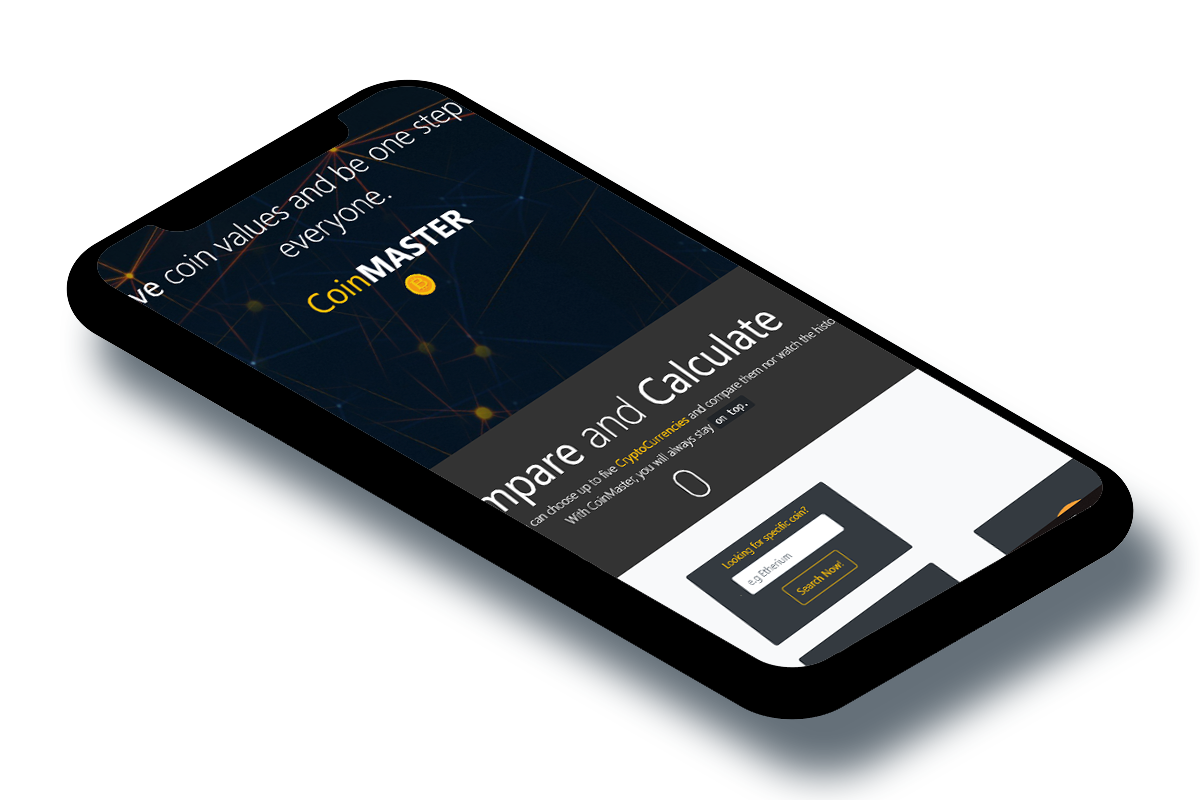 ve coin values and be one step
everyone.
CoinMASTER
B
mpare and Calculate
can choose up to five CryptoCurrencies and compare them nor watch the histo
With CoinMaster, you will always stay on top.
0
Looking for specific coin?
e.g Etherium
Search Now!